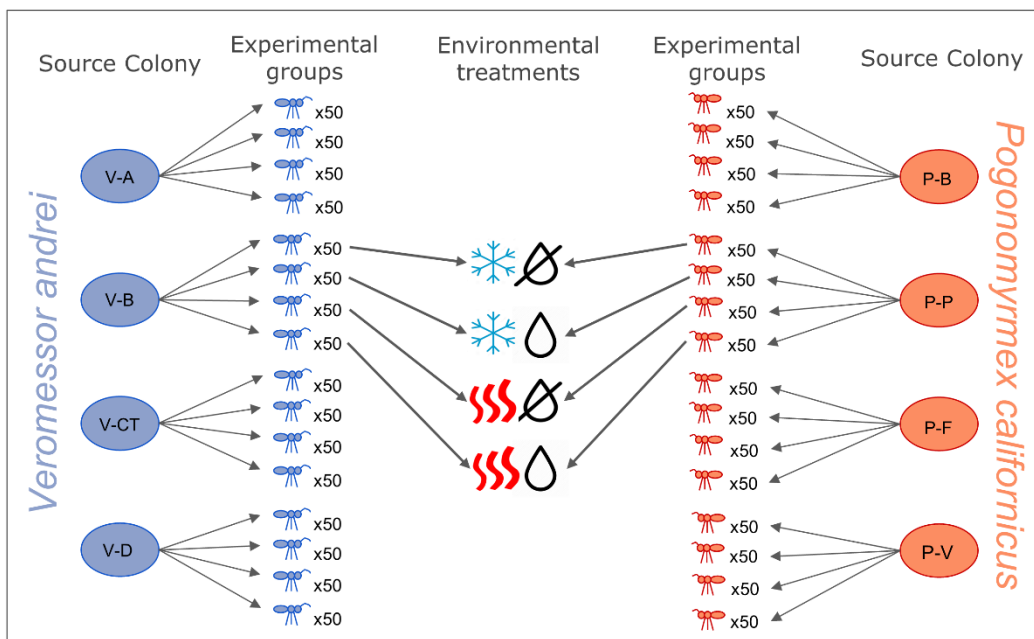 Source Colony
Experimental
groups
Environmental
treatments
Experimental
groups
Source Colony
Veromessor andrei
V-A
x50
x50
x50
x50
V-B
x50
x50
x50
x50
V-CT
x50
x50
x50
x50
V-D
x50
x50
x50
x50
x50
x50
x50
x50
P-B
x50
x50
x50
x50
P-P
x50
x50
x50
x50
P-F
x50
x50
x50
x50
P-V
Pogonomyrmex californicus